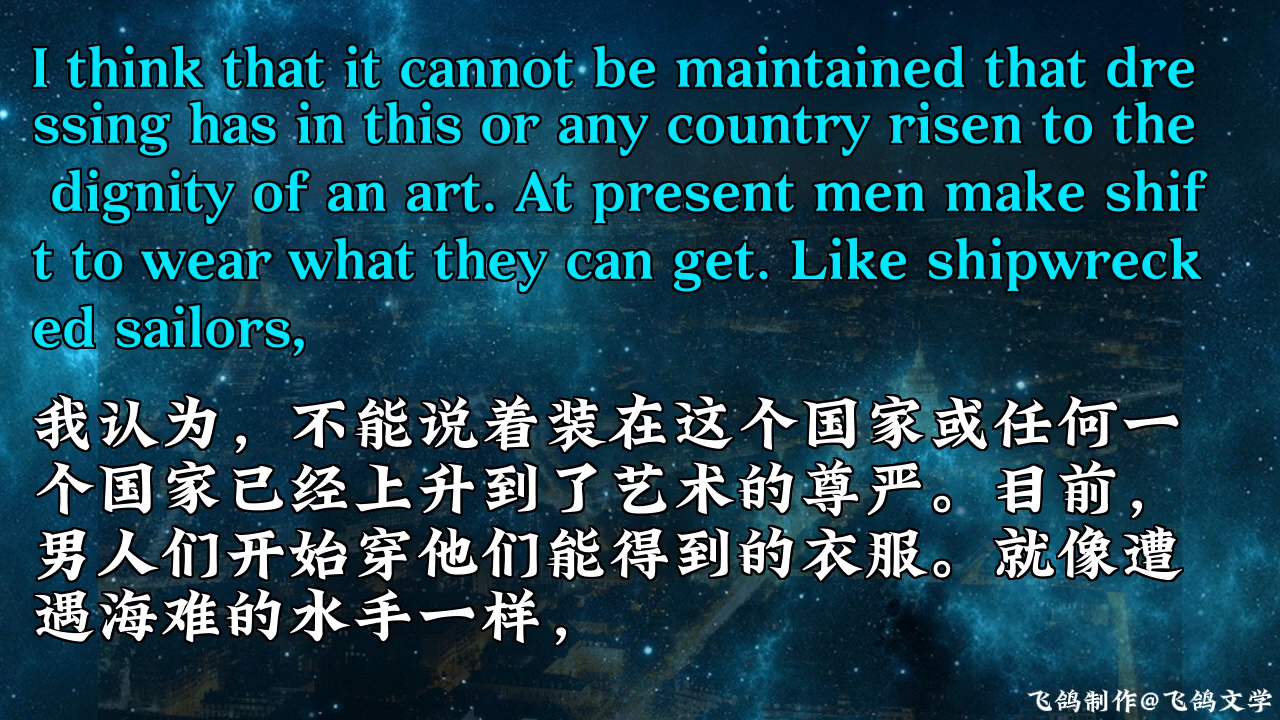 I think that it cannot be maintained that dre
ssing has in this or any country risen to the
dignity of an art. At present men make shif
t to wear what they can get. Like shipwreck
ed sailors,
我认为，不能说着装在这个国家或任何一
个国家已经上升到了艺术的尊严。目前，
男人们开始穿他们能得到的衣服。就像遭
遇海难的水手一样，
飞鸽制作@飞鸽文学